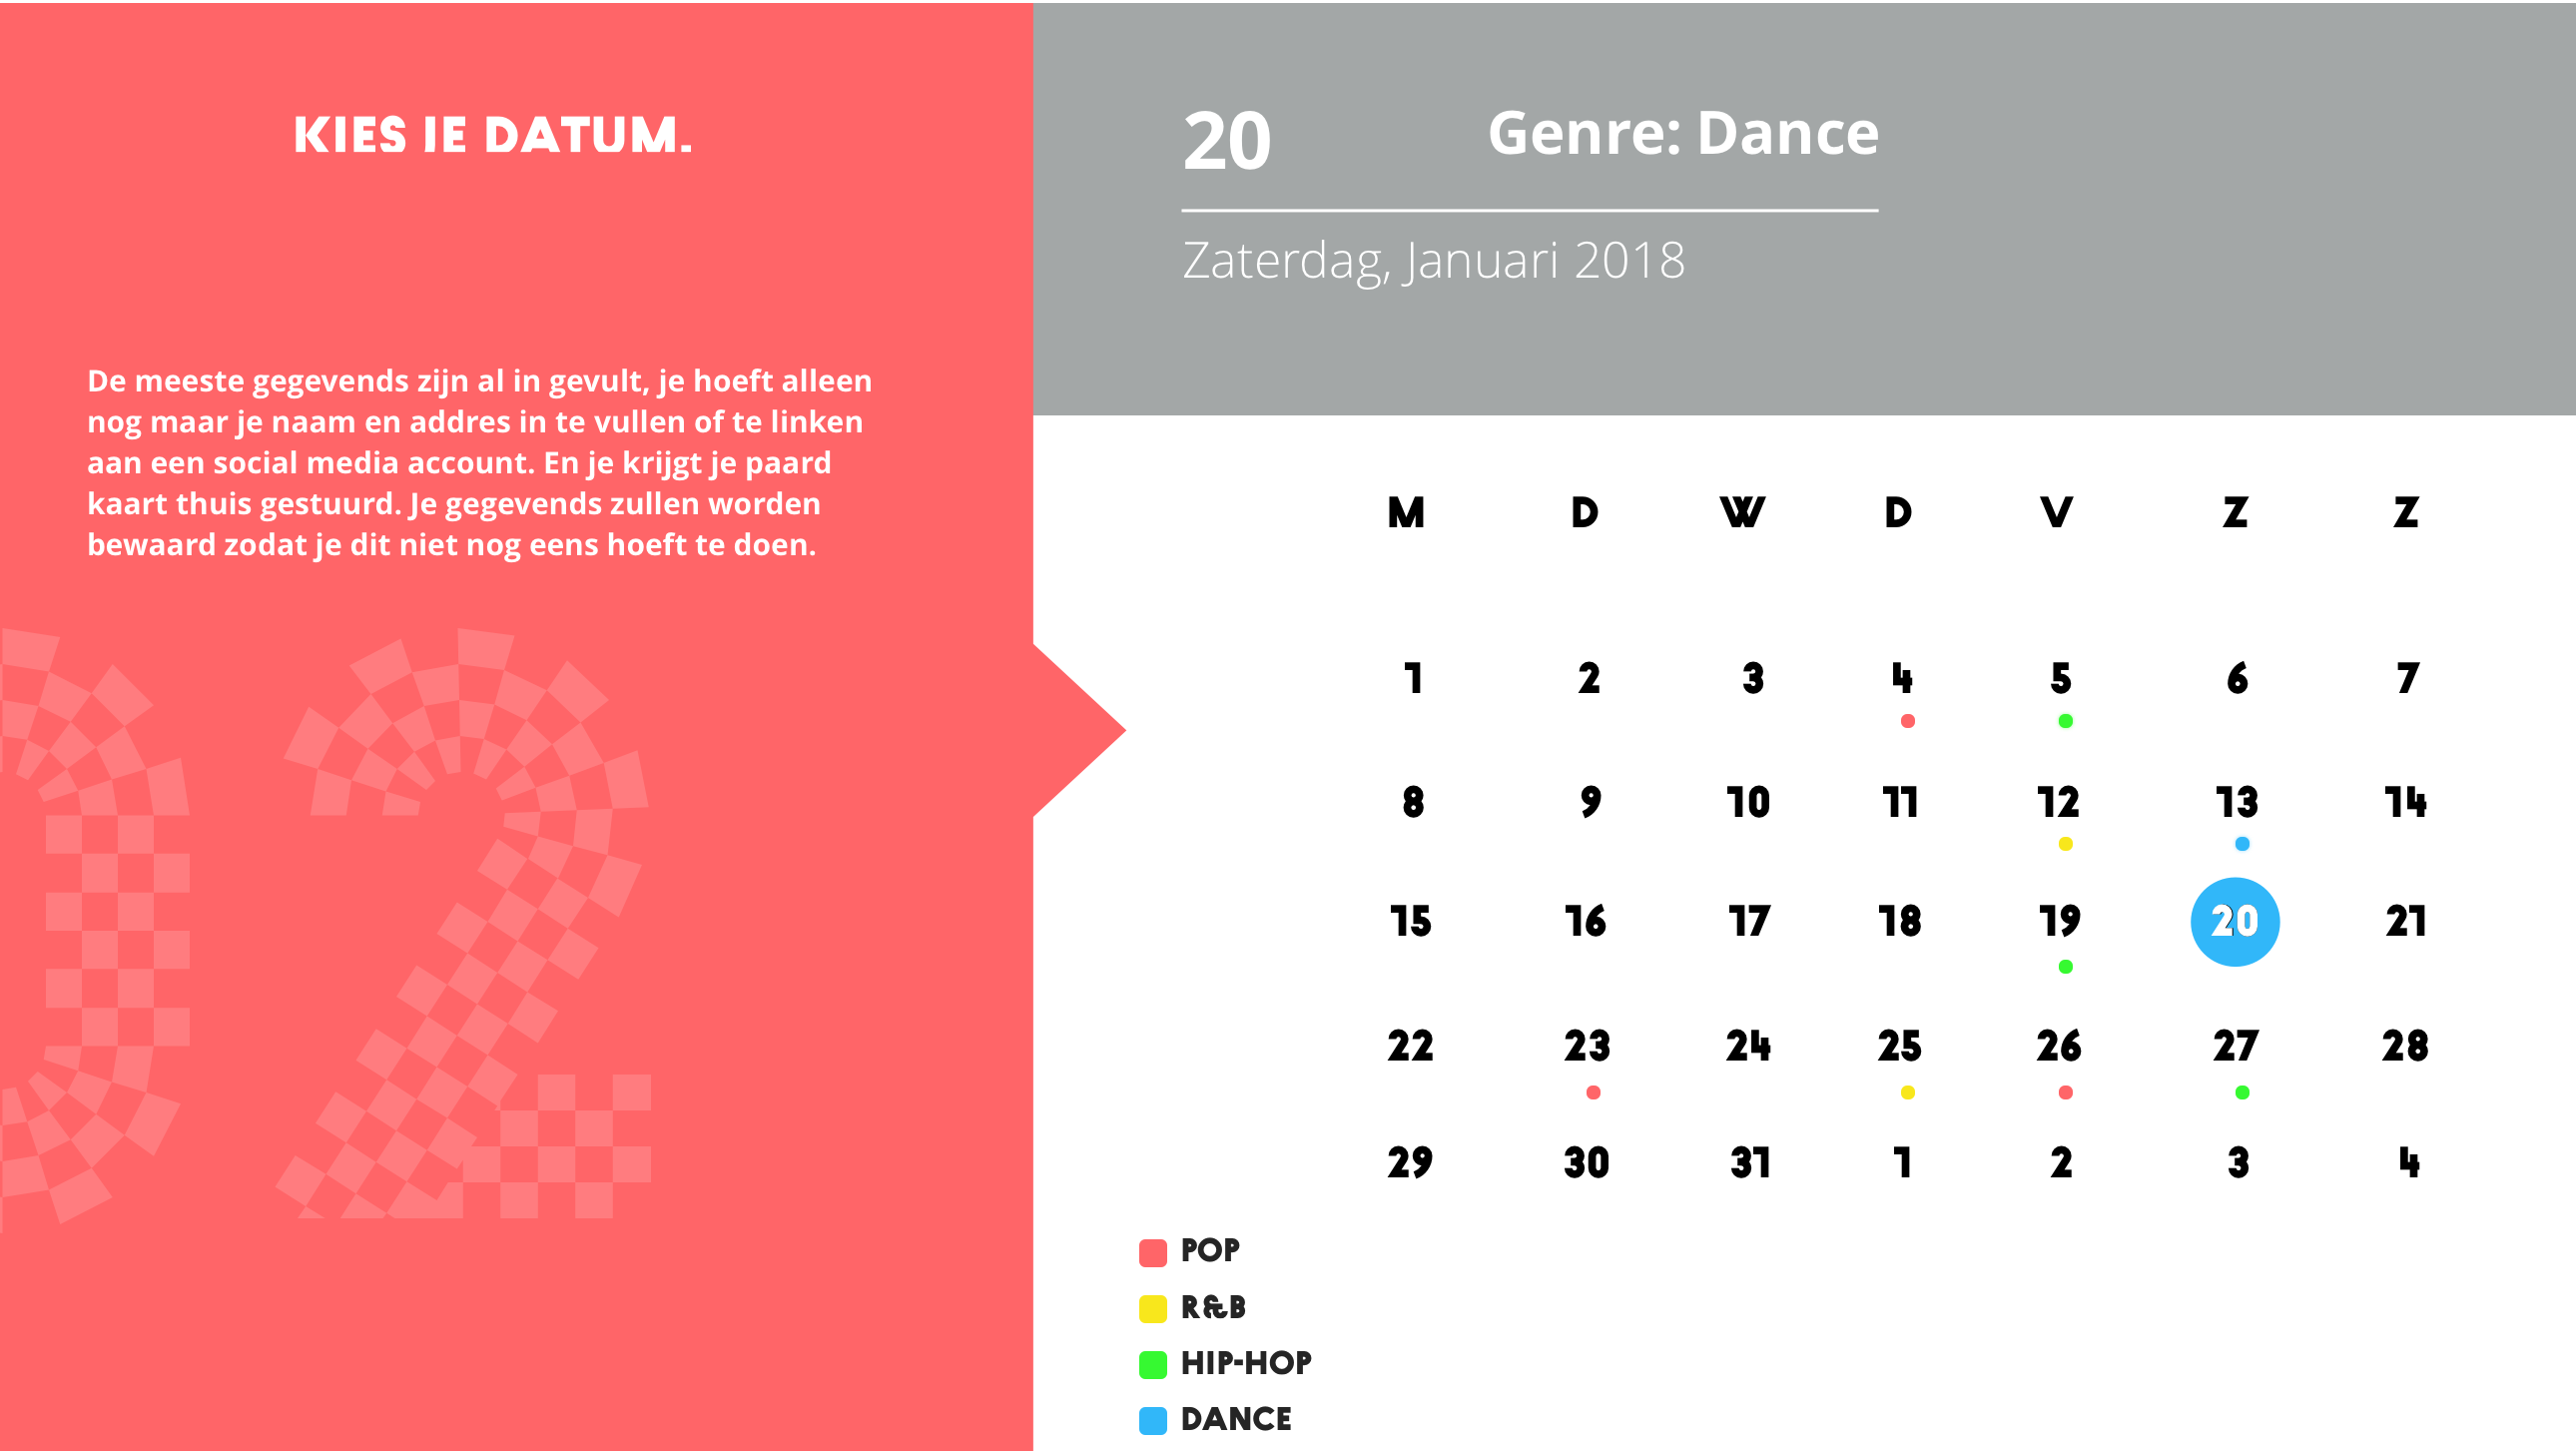 KIES JE DATUM.
De meeste gegevends zijn al in gevult, je hoeft alleen
nog maar je naam en addres in te vullen of te linken
aan een social media account. En je krijgt je paard
kaart thuis gestuurd. Je gegevends zullen worden
bewaard zodat je dit niet nog eens hoeft te doen.
02
20 Genre: Dance
Zaterdag, Januari 2018
M D W D V Z Z
1 2 3 4 5 6 7
8 9 10 11 12 13 14
15 16 17 18 19 20 21
22 23 24 25 26 27 28
29 30 31 1 2 3 4
POP
R&B
HIP-HOP
DANCE